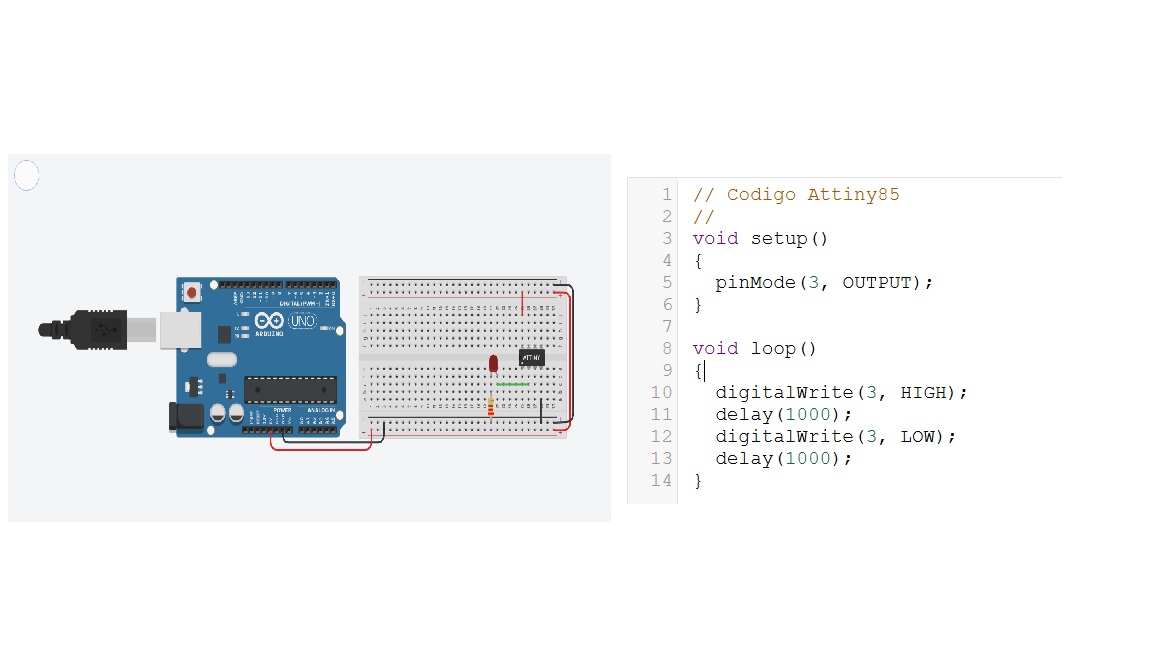 DIGITAL (PWM ~)
UNO
ARDUINO
ON
POWER
ANALOG IN
ATTINY
1 // Codigo Attiny85
2 //
3 void setup()
4 {
5 pinMode(3, OUTPUT);
6 }
7
8 void loop()
9 {
10 digitalWrite(3, HIGH);
11 delay(1000);
12 digitalWrite(3, LOW);
13 delay(1000);
14 }